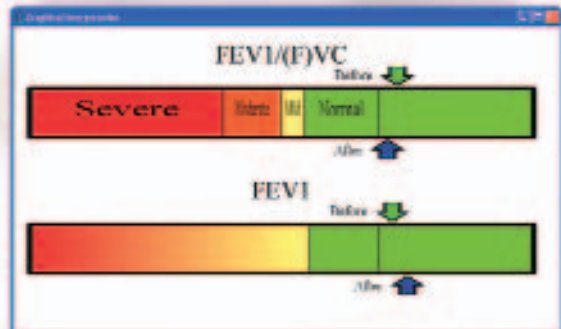 FEV1/(F)VC
Before
Severe Moderate Mild Normal
After
FEV1
Before
After